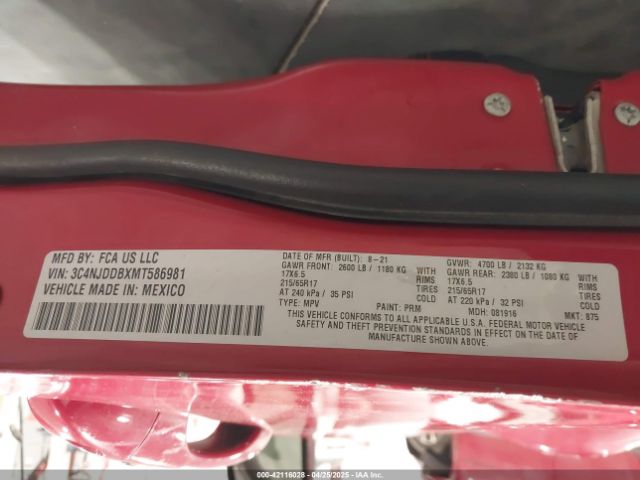 MFD BY: FCA US LLC
VIN: 3C4NJDDBXMT586981
VEHICLE MADE IN: MEXICO
DATE OF MFR (BUILT): 8-21 GVWR: 4700 LB / 2132 KG
GAWR FRONT: 2600 LB / 1180 KG WITH GAWR REAR: 2380 LB / 1080 KG WITH
17X6.5 RIMS 17X6.5 RIMS
215/65R17 TIRES 215/65R17 TIRES
AT 240 kPa / 35 PSI COLD AT 220 kPa / 32 PSI COLD
TYPE: MPV PAINT: PRM MDH: 081916 MKT: 875
THIS VEHICLE CONFORMS TO ALL APPLICABLE U.S.A. FEDERAL MOTOR VEHICLE
SAFETY AND THEFT PREVENTION STANDARDS IN EFFECT ON THE DATE OF
MANUFACTURE SHOWN ABOVE.
000-42116028 - 04/25/2025 - IAAI.COM